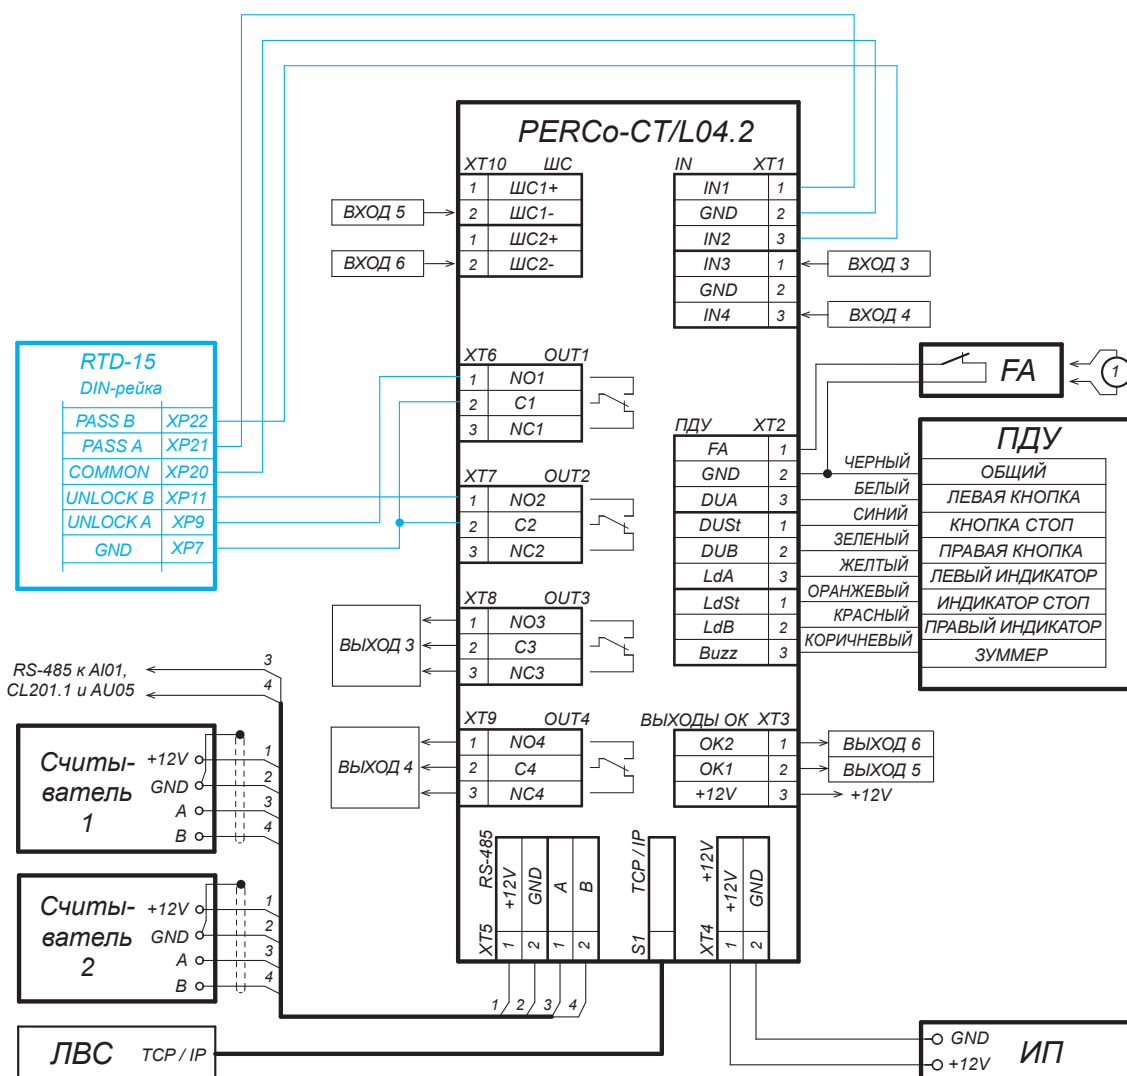 PERCo-CT/L04.2
XT10 ШС
1 ШС1+
2 ШС1-
1 ШС2+
2 ШС2-
ВХОД 5
ВХОД 6
IN XT1
IN1 1
GND 2
IN2 3
IN3 1
GND 2
IN4 3
ВХОД 3
ВХОД 4
RTD-15
DIN-рейка
PASS B XP22
PASS A XP21
COMMON XP20
UNLOCK B XP11
UNLOCK A XP9
GND XP7
XT6 OUT1
1 NO1
2 C1
3 NC1
XT7 OUT2
1 NO2
2 C2
3 NC2
XT8 OUT3
1 NO3
2 C3
3 NC3
ВЫХОД 3
XT9 OUT4
1 NO4
2 C4
3 NC4
ВЫХОД 4
FA
1
ПДУ XT2
FA 1
GND 2
DUA 3
DUSt 1
DUB 2
LdA 3
LdSt 1
LdB 2
Buzz 3
ЧЕРНЫЙ
БЕЛЫЙ
СИНИЙ
ЗЕЛЕНЫЙ
ЖЕЛТЫЙ
ОРАНЖЕВЫЙ
КРАСНЫЙ
КОРИЧНЕВЫЙ
ПДУ
ОБЩИЙ
ЛЕВАЯ КНОПКА
КНОПКА СТОП
ПРАВАЯ КНОПКА
ЛЕВЫЙ ИНДИКАТОР
ИНДИКАТОР СТОП
ПРАВЫЙ ИНДИКАТОР
ЗУММЕР
ВЫХОДЫ ОК XT3
OK2 1
OK1 2
+12V 3
ВЫХОД 6
ВЫХОД 5
+12V
RS-485 к AI01,
CL201.1 и AU05
3
4
Считы-
ватель
1
+12V 1
GND 2
A 3
B 4
Считы-
ватель
2
+12V 1
GND 2
A 3
B 4
XT5 RS-485
1 +12V
2 GND
1 A
2 B
1 2 3 4
S1 TCP / IP
XT4 +12V
1 +12V
2 GND
ЛВС TCP / IP
GND
+12V
ИП